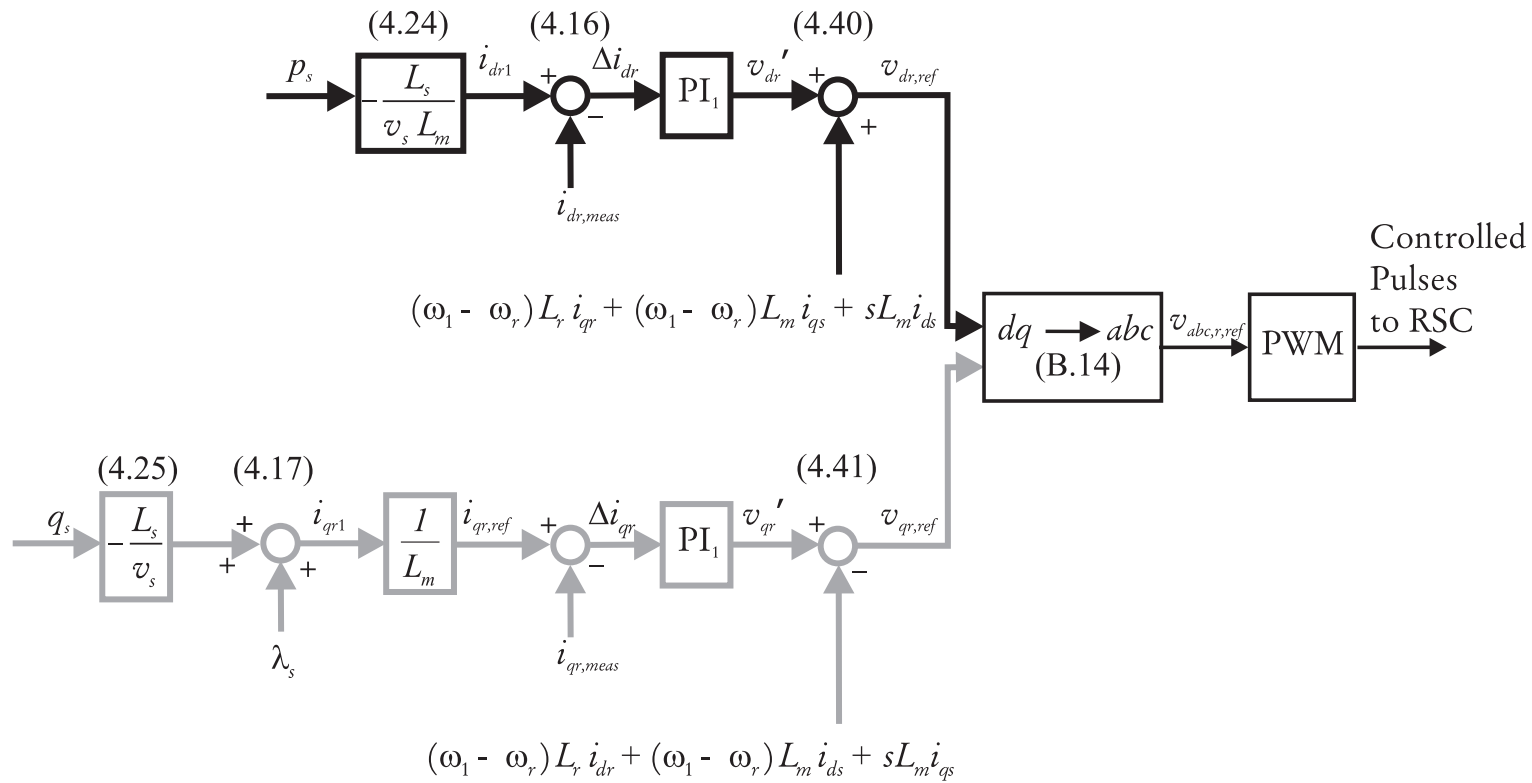 (4.24) (4.16) (4.40)
p_s
- L_s / v_s L_m
i_dr1
+
−
Δi_dr
PI_1
v_dr′
+
+
v_dr,ref
i_dr,meas
(ω_1 - ω_r) L_r i_qr + (ω_1 - ω_r) L_m i_qs + sL_m i_ds
dq → abc
(B.14)
v_abc,r,ref
PWM
Controlled
Pulses
to RSC
(4.25) (4.17) (4.41)
q_s
- L_s / v_s
+
+
+
λ_s
i_qr1
1 / L_m
i_qr,ref
+
−
Δi_qr
PI_1
v_qr′
+
−
v_qr,ref
i_qr,meas
(ω_1 - ω_r) L_r i_dr + (ω_1 - ω_r) L_m i_ds + sL_m i_qs